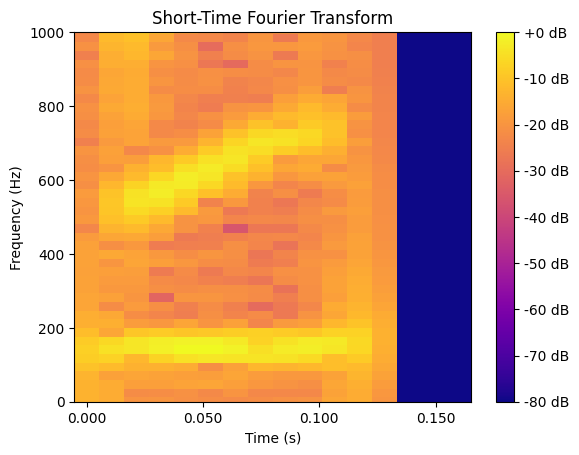 Short-Time Fourier Transform
1000
800
600
400
200
0
Frequency (Hz)
0.000
0.050
0.100
0.150
Time (s)
+0 dB
-10 dB
-20 dB
-30 dB
-40 dB
-50 dB
-60 dB
-70 dB
-80 dB